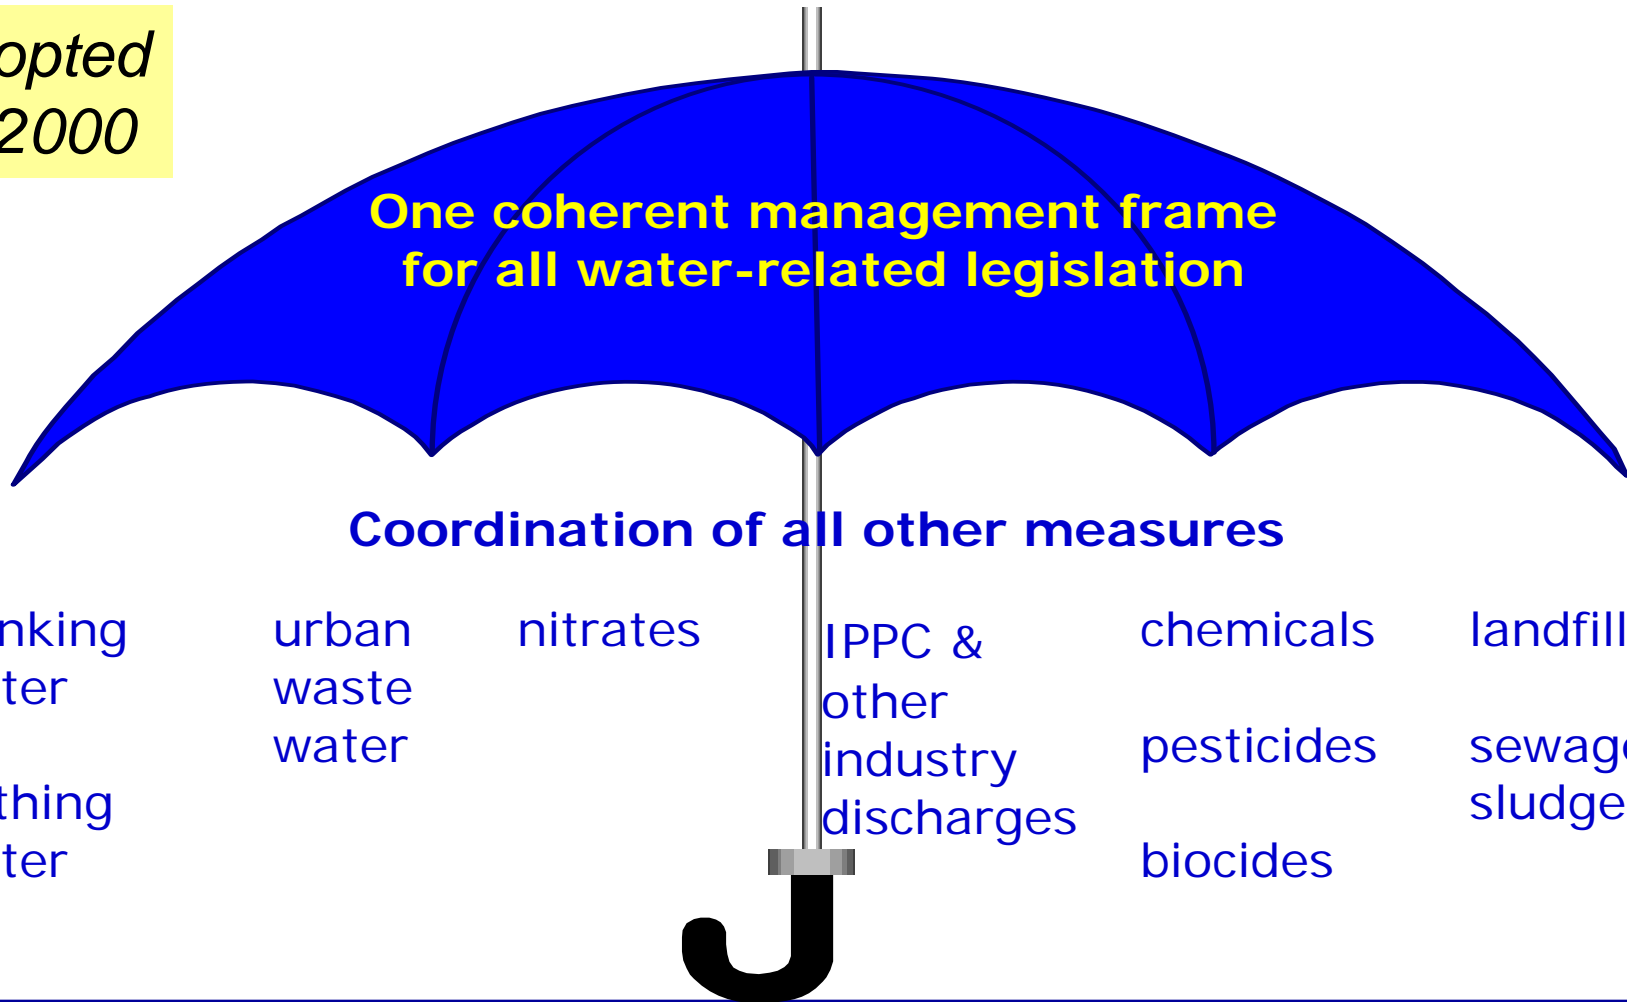 opted
2000
One coherent management frame
for all water-related legislation
Coordination of all other measures
nking
ter
thing
ter
urban
waste
water
nitrates
IPPC &
other
industry
discharges
chemicals
pesticides
biocides
landfill
sewage
sludge